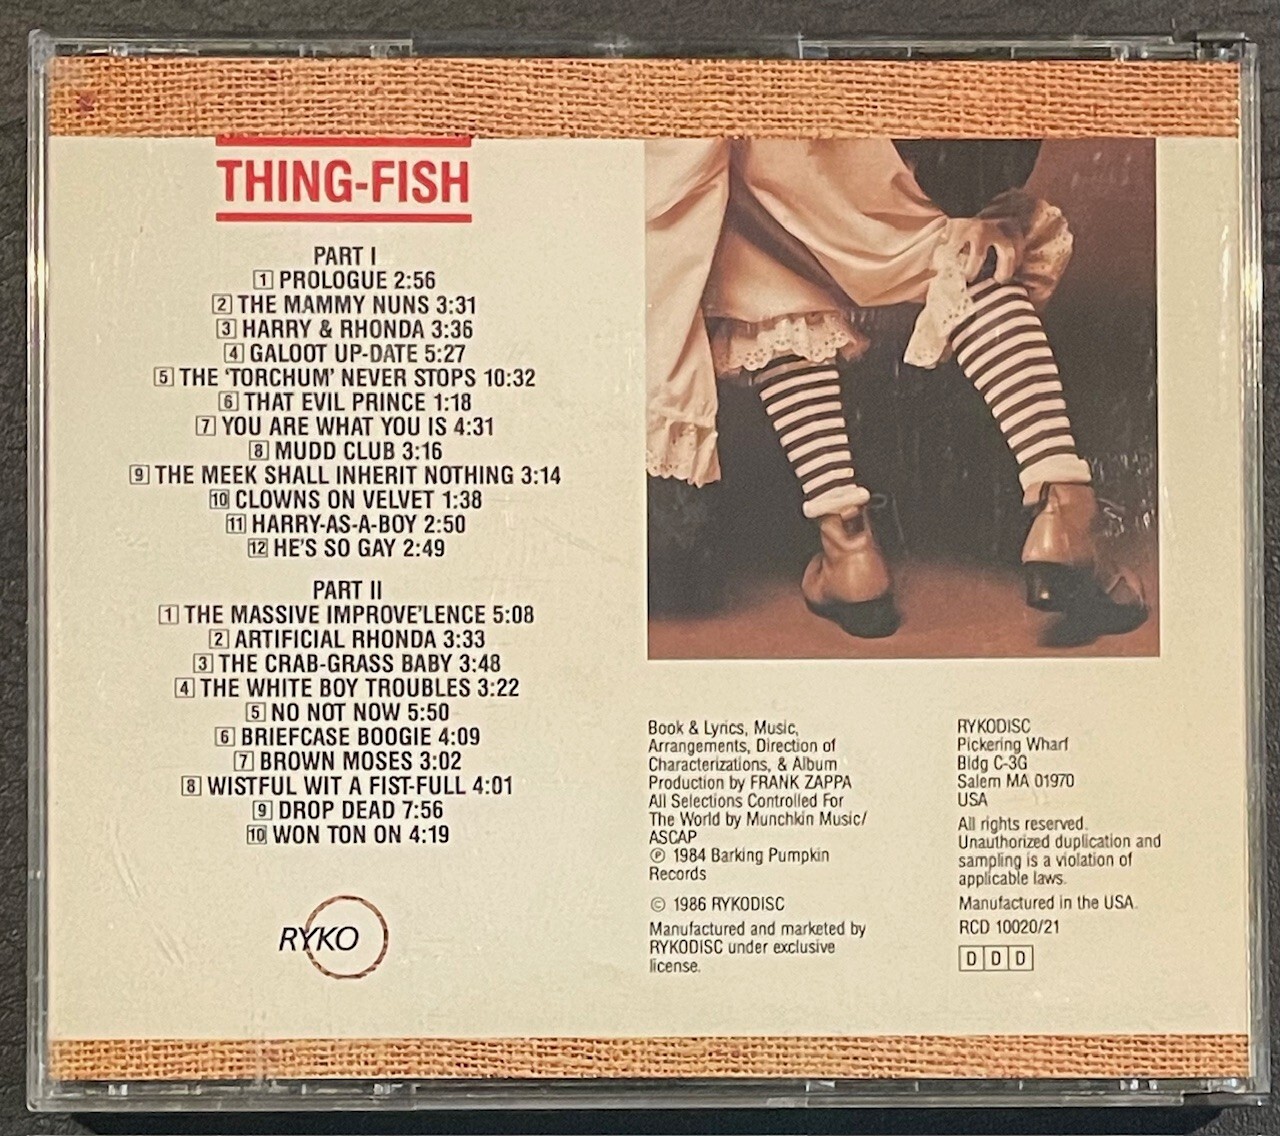 THING-FISH
PART I
1 PROLOGUE 2:56
2 THE MAMMY NUNS 3:31
3 HARRY & RHONDA 3:36
4 GALOOT UP-DATE 5:27
5 THE 'TORCHUM' NEVER STOPS 10:32
6 THAT EVIL PRINCE 1:18
7 YOU ARE WHAT YOU IS 4:31
8 MUDD CLUB 3:16
9 THE MEEK SHALL INHERIT NOTHING 3:14
10 CLOWNS ON VELVET 1:38
11 HARRY-AS-A-BOY 2:50
12 HE'S SO GAY 2:49
PART II
1 THE MASSIVE IMPROVE'LENCE 5:08
2 ARTIFICIAL RHONDA 3:33
3 THE CRAB-GRASS BABY 3:48
4 THE WHITE BOY TROUBLES 3:22
5 NO NOT NOW 5:50
6 BRIEFCASE BOOGIE 4:09
7 BROWN MOSES 3:02
8 WISTFUL WIT A FIST-FULL 4:01
9 DROP DEAD 7:56
10 WON TON ON 4:19
RYKO
Book & Lyrics, Music,
Arrangements, Direction of
Characterizations, & Album
Production by FRANK ZAPPA
All Selections Controlled For
The World by Munchkin Music/
ASCAP
℗ 1984 Barking Pumpkin
Records
© 1986 RYKODISC
Manufactured and marketed by
RYKODISC under exclusive
license.
RYKODISC
Pickering Wharf
Bldg C-3G
Salem MA 01970
USA
All rights reserved.
Unauthorized duplication and
sampling is a violation of
applicable laws.
Manufactured in the USA.
RCD 10020/21
D D D